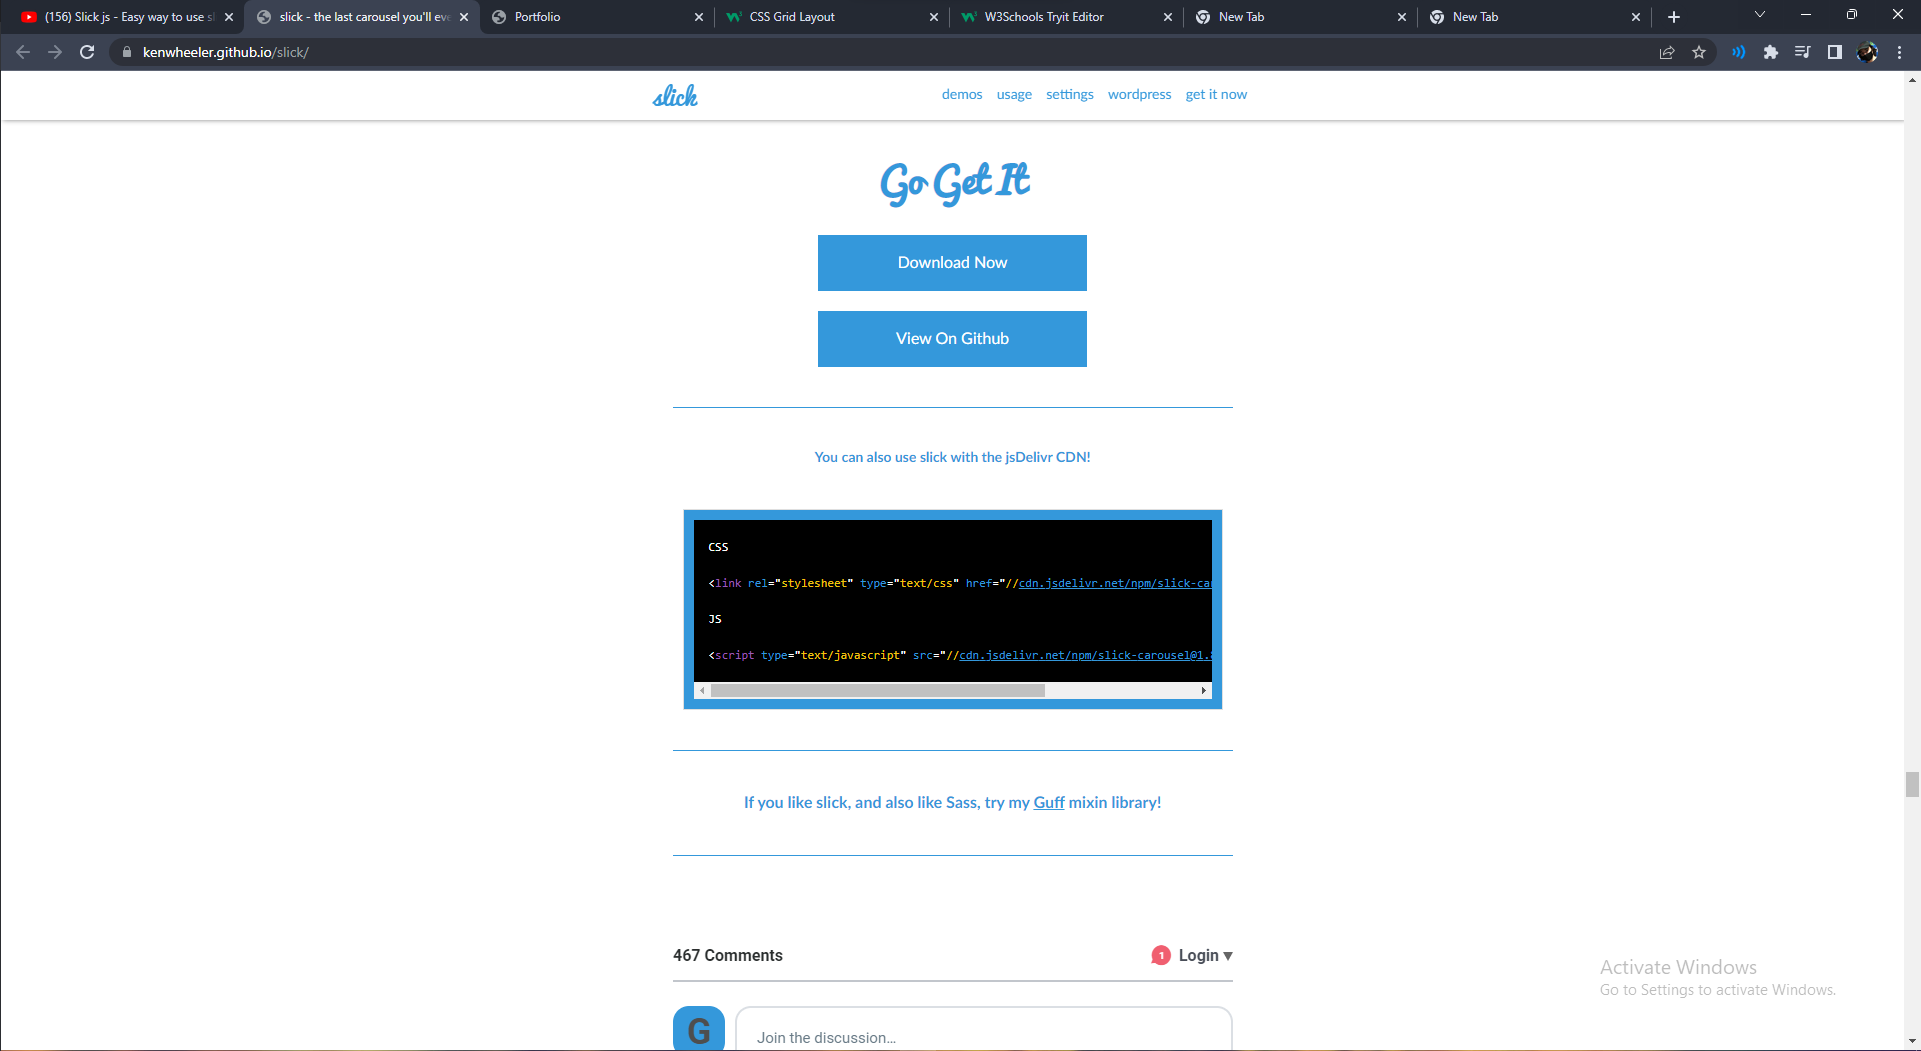 (156) Slick js - Easy way to use sl
slick - the last carousel you'll eve
Portfolio
CSS Grid Layout
W3Schools Tryit Editor
New Tab
New Tab
kenwheeler.github.io/slick/
slick
demos usage settings wordpress get it now
Go Get It
Download Now
View On Github
You can also use slick with the jsDelivr CDN!
CSS
<link rel="stylesheet" type="text/css" href="//cdn.jsdelivr.net/npm/slick-car
JS
<script type="text/javascript" src="//cdn.jsdelivr.net/npm/slick-carousel@1.8
If you like slick, and also like Sass, try my Guff mixin library!
467 Comments
1 Login ▼
G
Join the discussion...
Activate Windows
Go to Settings to activate Windows.